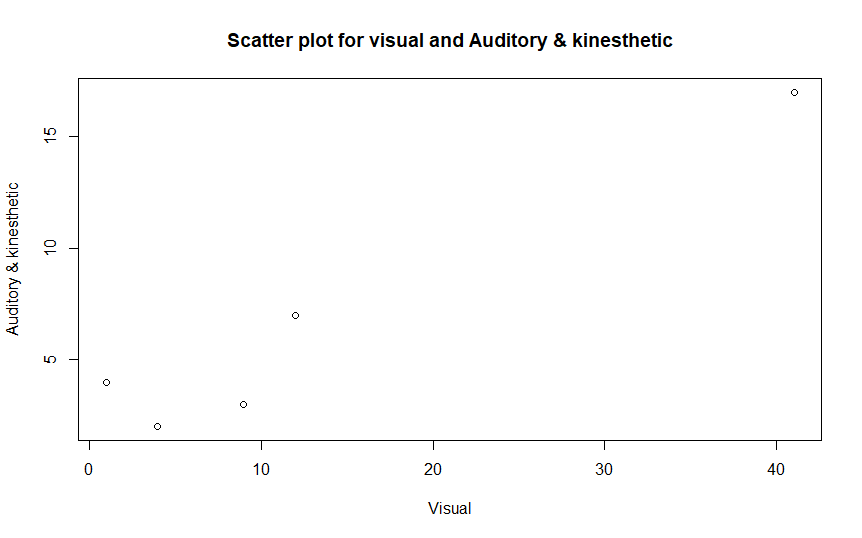 Scatter plot for visual and Auditory & kinesthetic
Auditory & kinesthetic
15
10
5
0 10 20 30 40
Visual